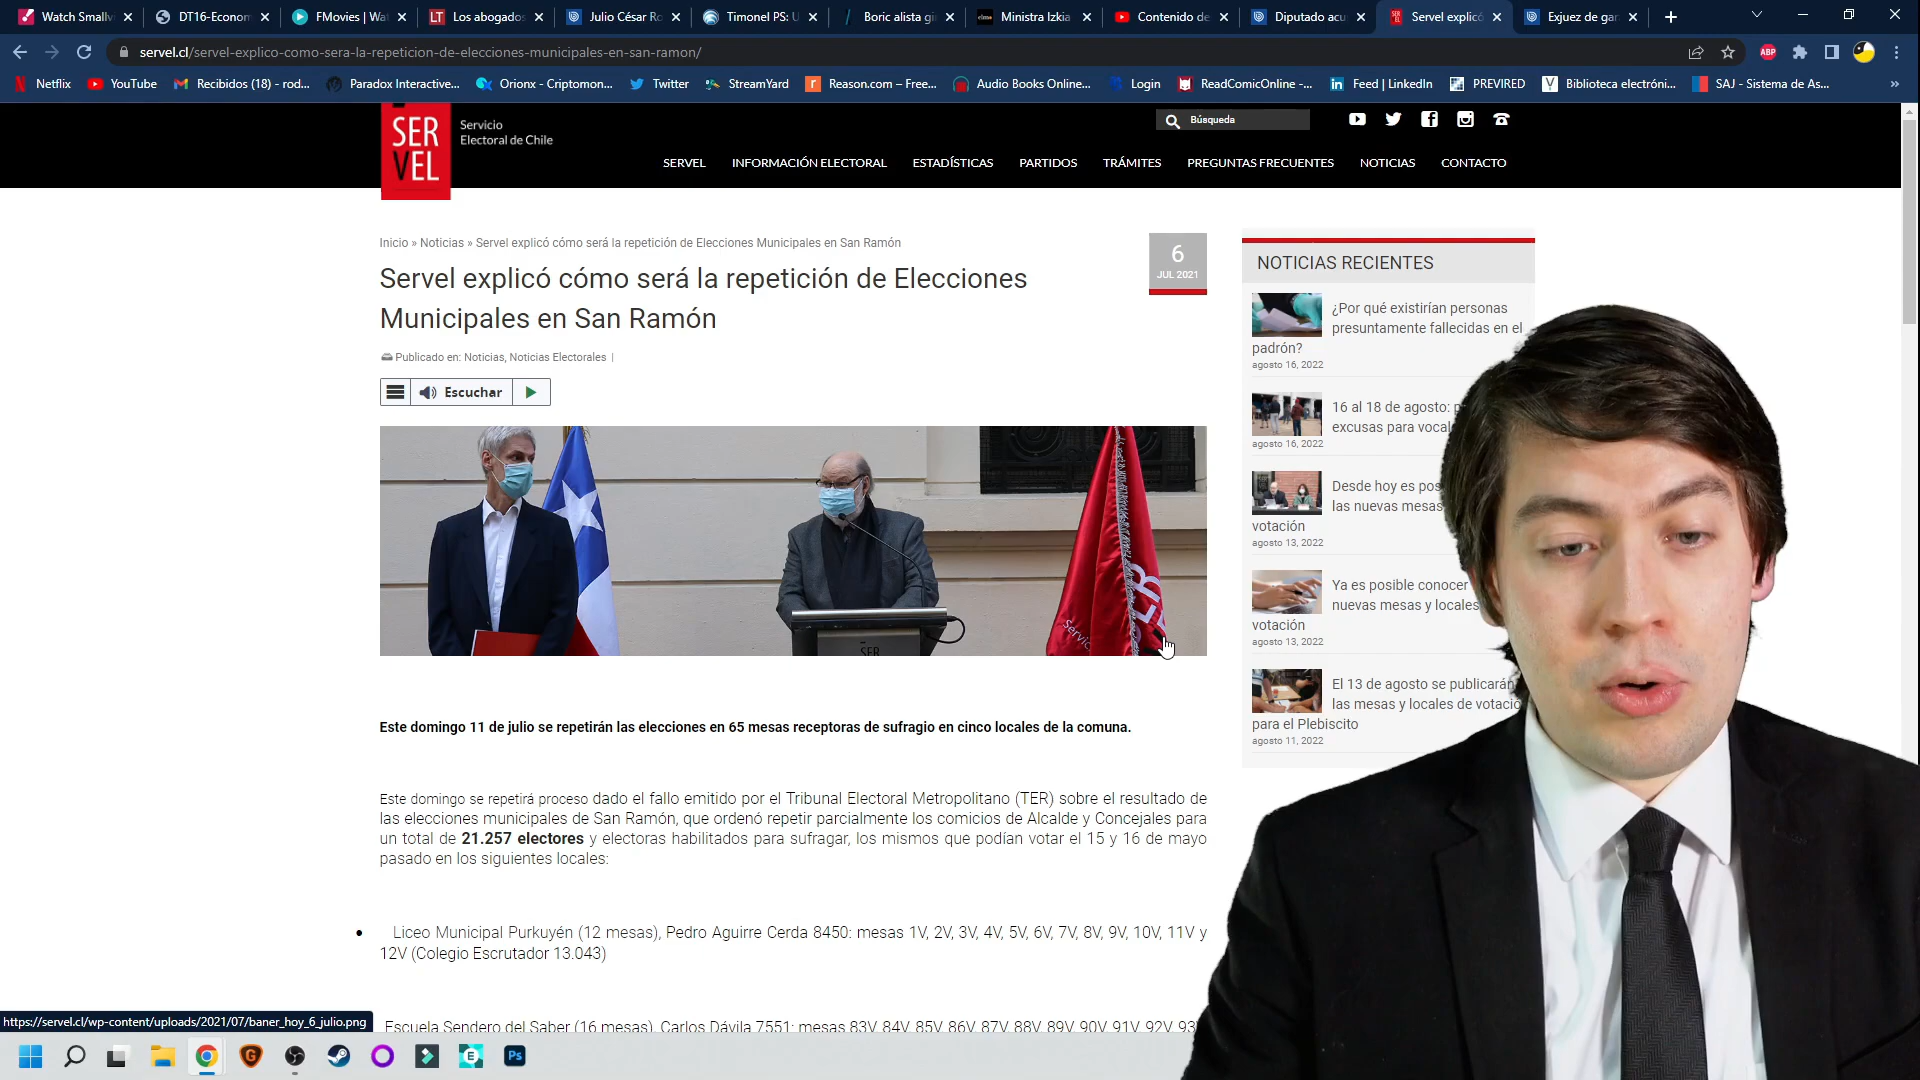 Watch Smallvi
DT16-Econom
FMovies | Wat
Los abogados
Julio César Ro
Timonel PS: U
Boric alista gi
Ministra Izkia
Contenido de
Diputado acu
Servel explicó
Exjuez de gar
servel.cl/servel-explico-como-sera-la-repeticion-de-elecciones-municipales-en-san-ramon/
ABP
Netflix
YouTube
Recibidos (18) - rod...
Paradox Interactive...
Orionx - Criptomon...
Twitter
StreamYard
Reason.com – Free...
Audio Books Online...
Login
ReadComicOnline -...
Feed | LinkedIn
PREVIRED
Biblioteca electróni...
SAJ - Sistema de As...
»
SER
VEL
Servicio
Electoral de Chile
Búsqueda
SERVEL
INFORMACIÓN ELECTORAL
ESTADÍSTICAS
PARTIDOS
TRÁMITES
PREGUNTAS FRECUENTES
NOTICIAS
CONTACTO
Inicio » Noticias » Servel explicó cómo será la repetición de Elecciones Municipales en San Ramón
Servel explicó cómo será la repetición de Elecciones
Municipales en San Ramón
6
JUL 2021
Publicado en: Noticias, Noticias Electorales |
Escuchar
SER
Servic
Este domingo 11 de julio se repetirán las elecciones en 65 mesas receptoras de sufragio en cinco locales de la comuna.
Este domingo se repetirá proceso dado el fallo emitido por el Tribunal Electoral Metropolitano (TER) sobre el resultado de
las elecciones municipales de San Ramón, que ordenó repetir parcialmente los comicios de Alcalde y Concejales para
un total de 21.257 electores y electoras habilitados para sufragar, los mismos que podían votar el 15 y 16 de mayo
pasado en los siguientes locales:
• Liceo Municipal Purkuyén (12 mesas), Pedro Aguirre Cerda 8450: mesas 1V, 2V, 3V, 4V, 5V, 6V, 7V, 8V, 9V, 10V, 11V y
12V (Colegio Escrutador 13.043)
Escuela Sendero del Saber (16 mesas), Carlos Dávila 7551: mesas 83V, 84V, 85V, 86V, 87V, 88V, 89V, 90V, 91V, 92V, 93V
NOTICIAS RECIENTES
¿Por qué existirían personas
presuntamente fallecidas en el
padrón?
agosto 16, 2022
16 al 18 de agosto: p
excusas para vocal
agosto 16, 2022
Desde hoy es pos
las nuevas mesas
votación
agosto 13, 2022
Ya es posible conocer
nuevas mesas y locales
votación
agosto 13, 2022
El 13 de agosto se publicarán
las mesas y locales de votació
para el Plebiscito
agosto 11, 2022
https://servel.cl/wp-content/uploads/2021/07/baner_hoy_6_julio.png
Ps